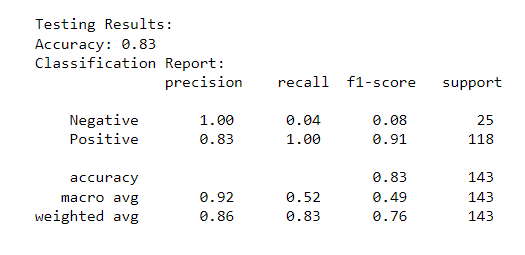 Testing Results:
Accuracy: 0.83
Classification Report:
precision recall f1-score support
Negative 1.00 0.04 0.08 25
Positive 0.83 1.00 0.91 118
accuracy 0.83 143
macro avg 0.92 0.52 0.49 143
weighted avg 0.86 0.83 0.76 143